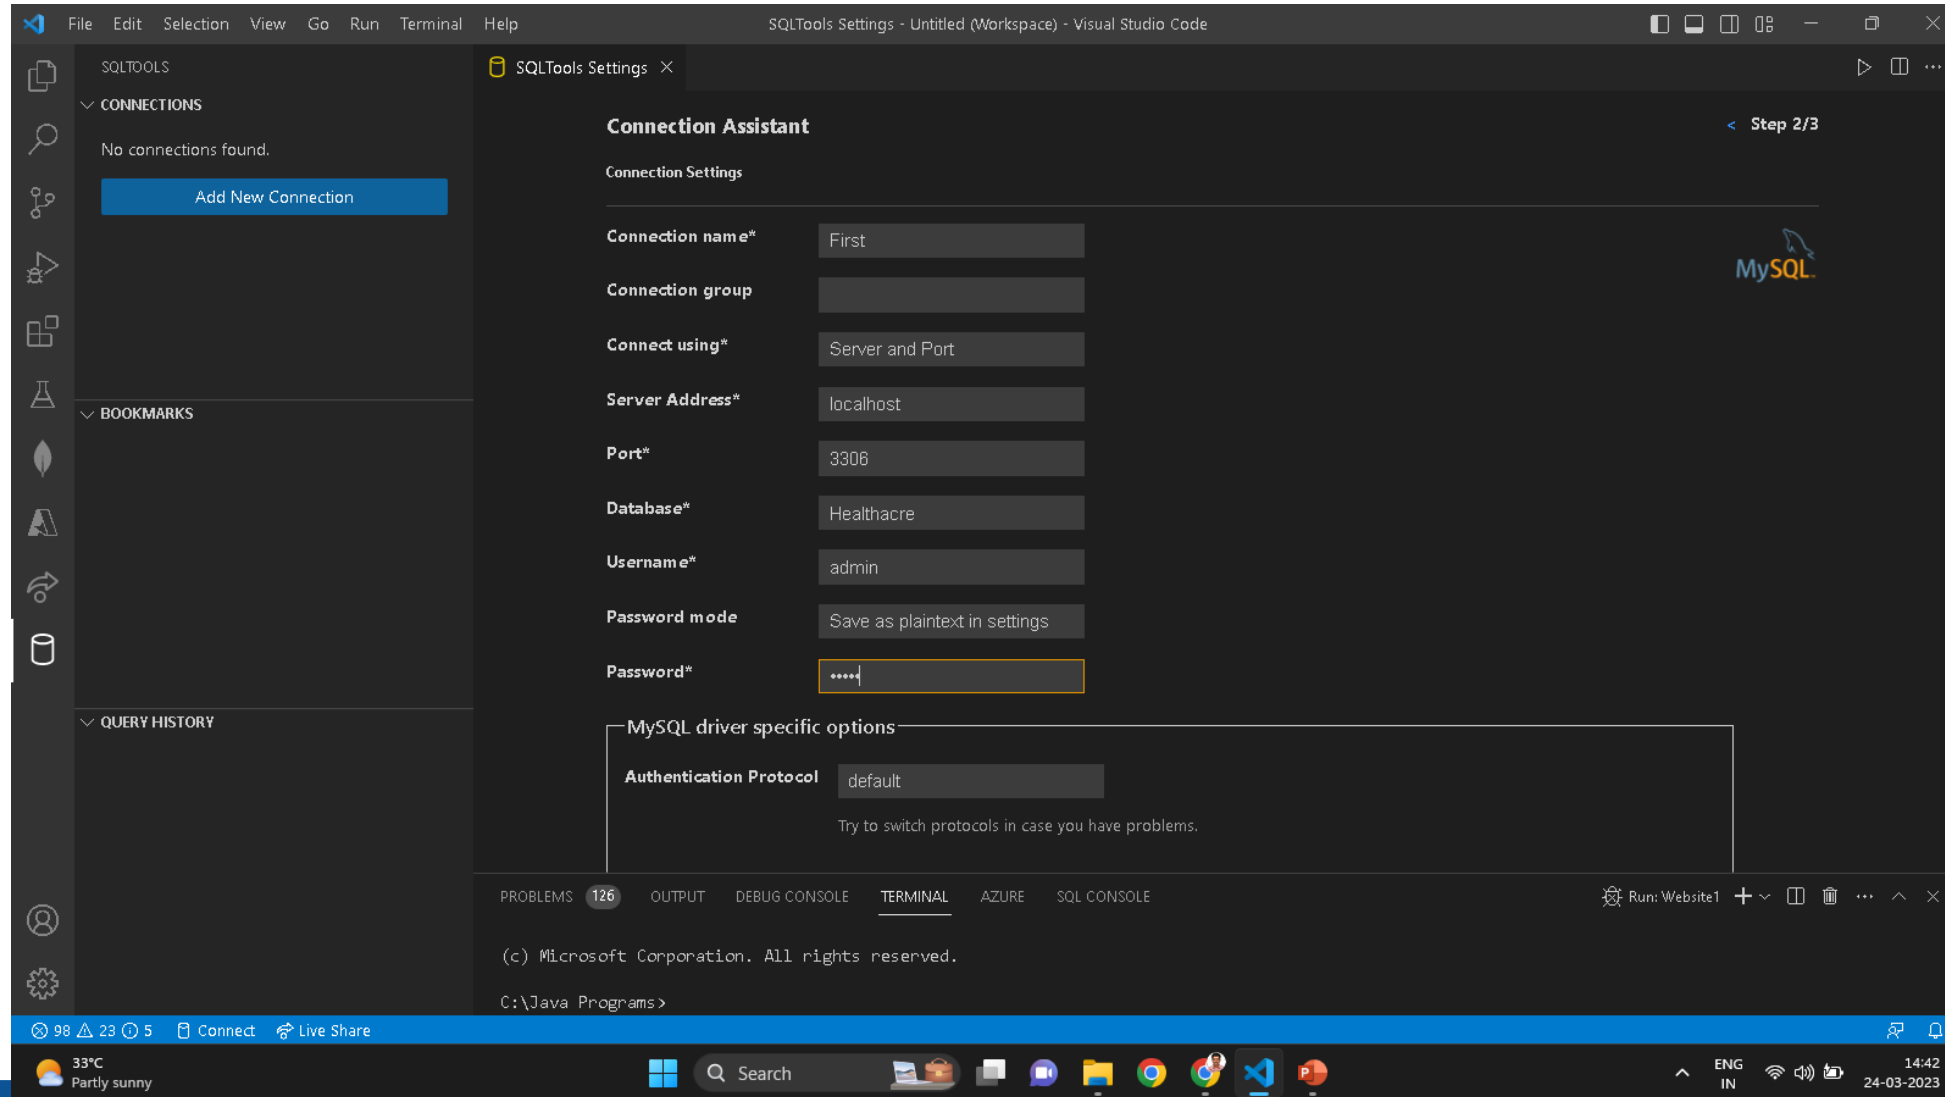 File Edit Selection View Go Run Terminal Help
SQLTools Settings - Untitled (Workspace) - Visual Studio Code
SQLTOOLS
CONNECTIONS
No connections found.
Add New Connection
BOOKMARKS
QUERY HISTORY
SQLTools Settings
Connection Assistant
< Step 2/3
Connection Settings
MySQL
Connection name* First
Connection group
Connect using* Server and Port
Server Address* localhost
Port* 3306
Database* Healthacre
Username* admin
Password mode Save as plaintext in settings
Password* •••••
MySQL driver specific options
Authentication Protocol default
Try to switch protocols in case you have problems.
PROBLEMS 126 OUTPUT DEBUG CONSOLE TERMINAL AZURE SQL CONSOLE
Run: Website1
(c) Microsoft Corporation. All rights reserved.
C:\Java Programs>
98 23 5 Connect Live Share
33°C
Partly sunny
Search
ENG
IN
14:42
24-03-2023